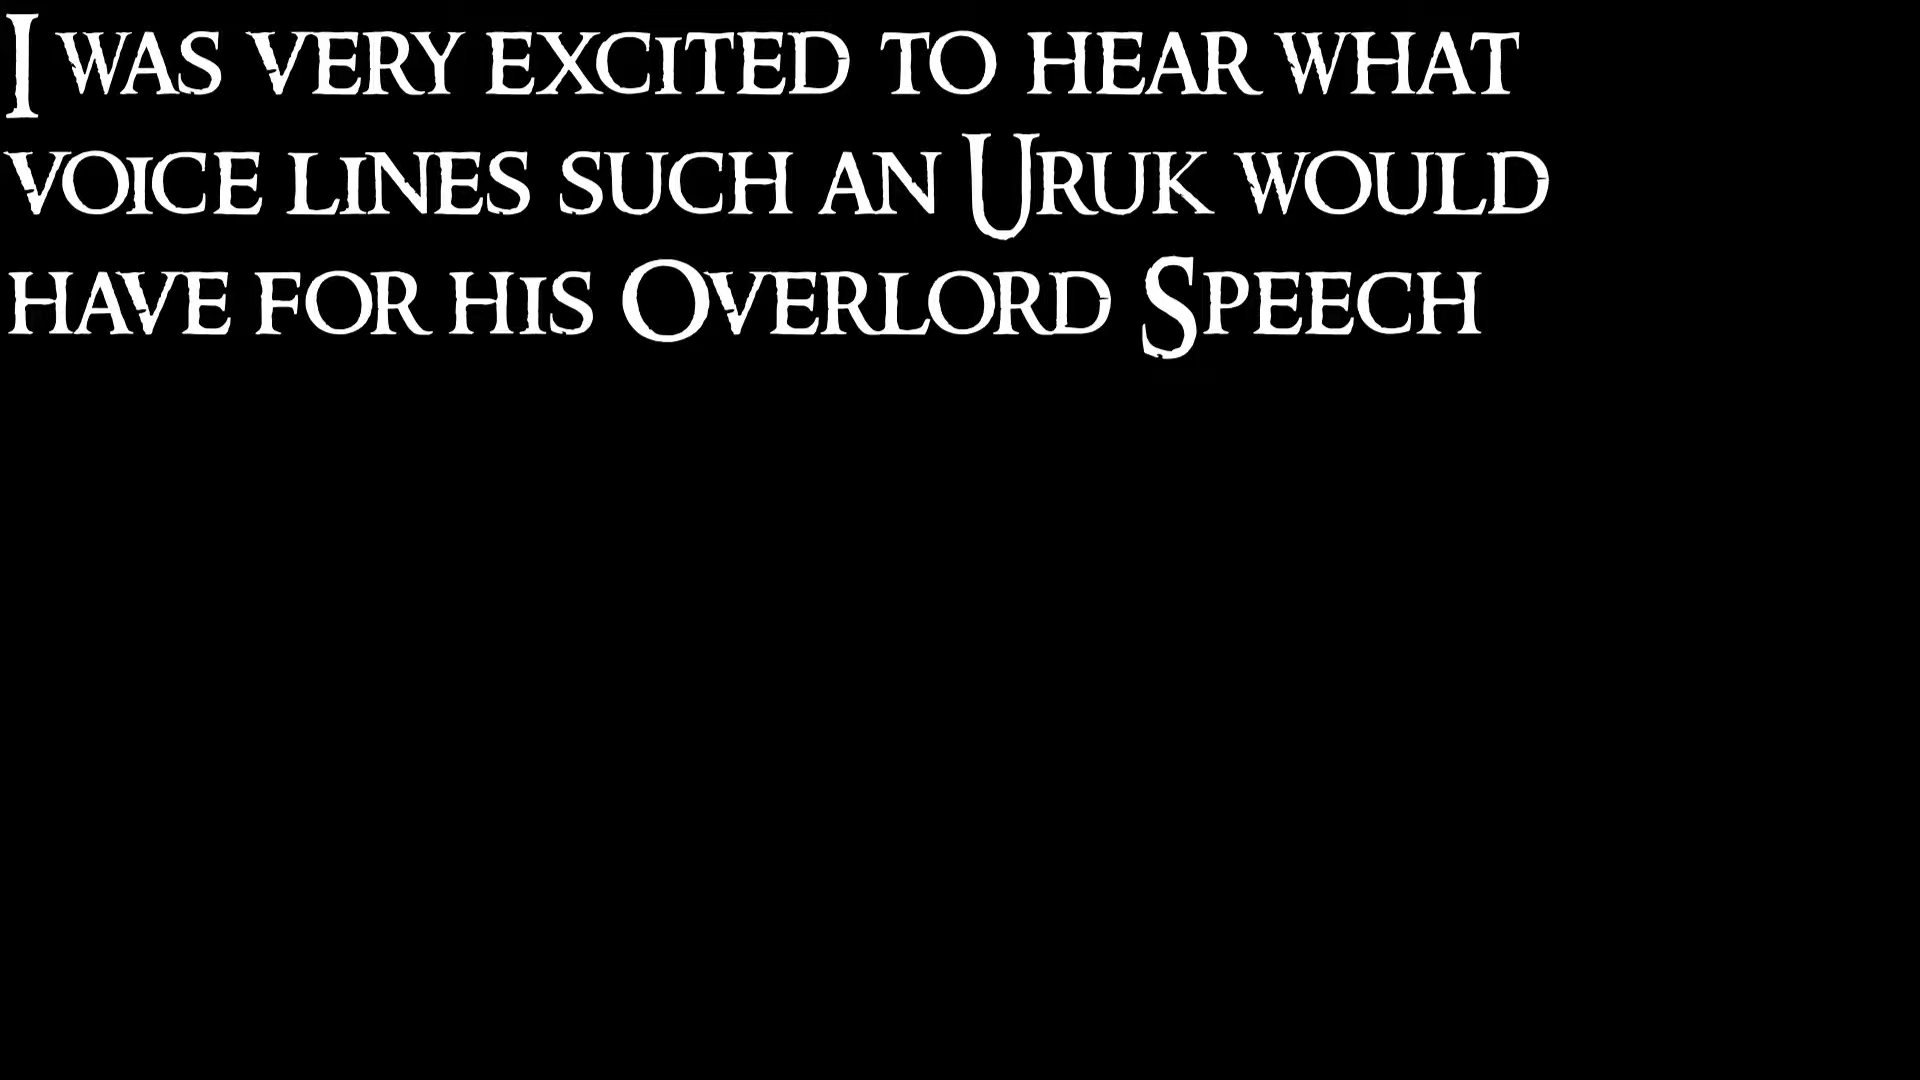 I was very excited to hear what
voice lines such an Uruk would
have for his Overlord Speech